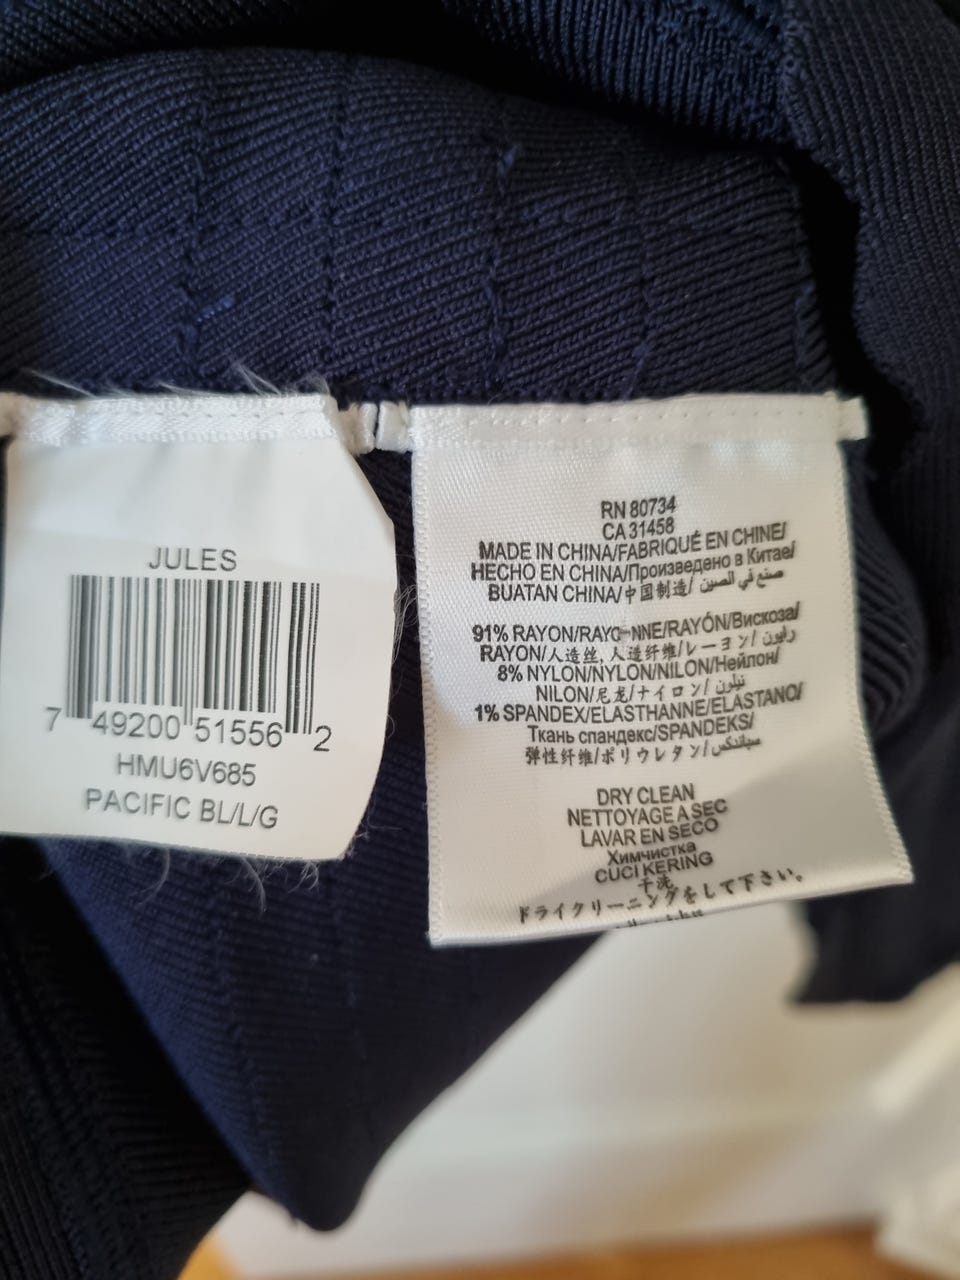 JULES
7 49200 51556 2
HMU6V685
PACIFIC BL/L/G
RN 80734
CA 31458
MADE IN CHINA/FABRIQUÉ EN CHINE/
HECHO EN CHINA/Произведено в Китае/
BUATAN CHINA/中国制造/ صنع في الصين
91% RAYON/RAYONNE/RAYÓN/Вискоза/
RAYON/人造丝, 人造纤维/レーヨン/ رايون
8% NYLON/NYLON/NILON/Нейлон/
NILON/尼龙/ナイロン/ نيلون
1% SPANDEX/ELASTHANNE/ELASTANO/
Ткань спандекс/SPANDEKS/
弹性纤维/ポリウレタン/ سباندكس
DRY CLEAN
NETTOYAGE A SEC
LAVAR EN SECO
Химчистка
CUCI KERING
干洗
ドライクリーニングをして下さい。